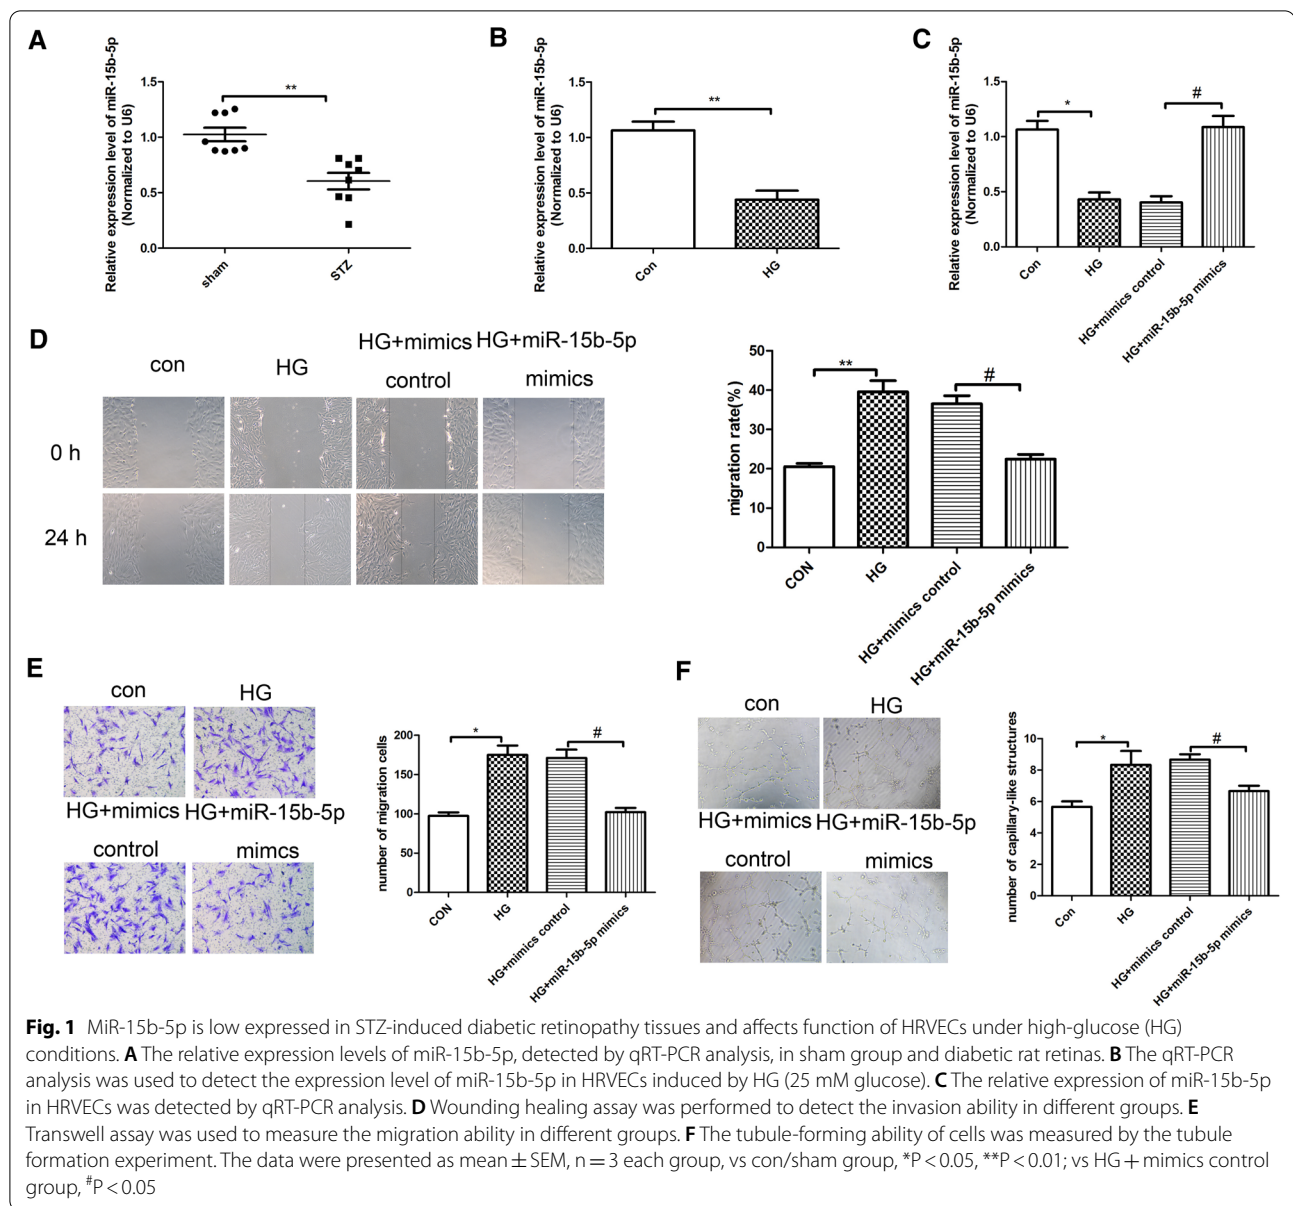 A
Relative expression level of miR-15b-5p
(Normalized to U6)
1.5
1.0
0.5
0.0
**
sham
STZ
B
Relative expression level of miR-15b-5p
(Normalized to U6)
1.5
1.0
0.5
0.0
**
Con
HG
C
Relative expression level of miR-15b-5p
(Normalized to U6)
1.5
1.0
0.5
0.0
*
#
Con
HG
HG+mimics control
HG+miR-15b-5p mimics
D
con
HG
HG+mimics
control
HG+miR-15b-5p
mimics
0 h
24 h
migration rate(%)
50
40
30
20
10
0
**
#
CON
HG
HG+mimics control
HG+miR-15b-5p mimics
E
con
HG
HG+mimics
control
HG+miR-15b-5p
mimcs
number of migration cells
200
150
100
50
0
*
#
CON
HG
HG+mimics control
HG+miR-15b-5p mimics
F
con
HG
HG+mimics
control
HG+miR-15b-5p
mimics
number of capillary-like structures
10
8
6
4
2
0
*
#
Con
HG
HG+mimics control
HG+miR-15b-5p mimics
Fig. 1 MiR-15b-5p is low expressed in STZ-induced diabetic retinopathy tissues and affects function of HRVECs under high-glucose (HG)
conditions. A The relative expression levels of miR-15b-5p, detected by qRT-PCR analysis, in sham group and diabetic rat retinas. B The qRT-PCR
analysis was used to detect the expression level of miR-15b-5p in HRVECs induced by HG (25 mM glucose). C The relative expression of miR-15b-5p
in HRVECs was detected by qRT-PCR analysis. D Wounding healing assay was performed to detect the invasion ability in different groups. E
Transwell assay was used to measure the migration ability in different groups. F The tubule-forming ability of cells was measured by the tubule
formation experiment. The data were presented as mean ± SEM, n = 3 each group, vs con/sham group, *P < 0.05, **P < 0.01; vs HG + mimics control
group, #P < 0.05